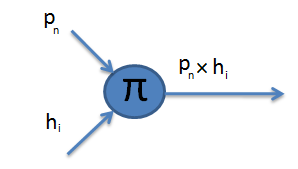 pₙ
pₙ × hᵢ
π
hᵢ